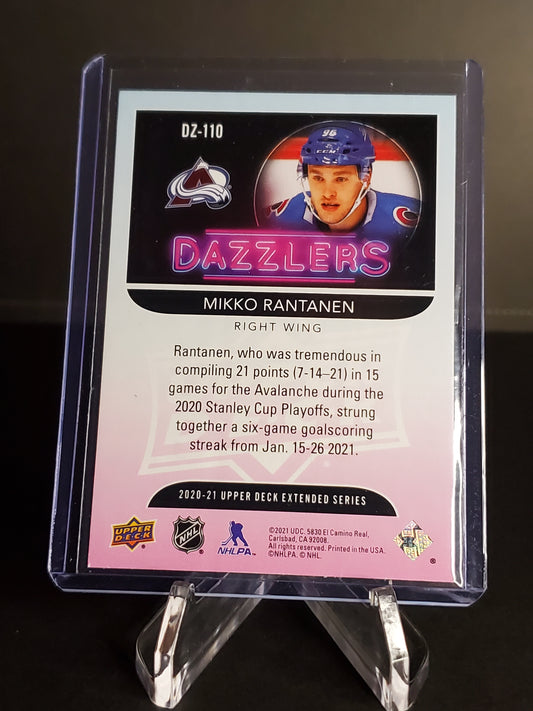 DZ-110
96
CCM
DAZZLERS
MIKKO RANTANEN
RIGHT WING
Rantanen, who was tremendous in
compiling 21 points (7-14–21) in 15
games for the Avalanche during the
2020 Stanley Cup Playoffs, strung
together a six-game goalscoring
streak from Jan. 15-26 2021.
2020-21 UPPER DECK EXTENDED SERIES
UPPER DECK
NHL
NHLPA
©2021 UDC. 5830 El Camino Real,
Carlsbad, CA 92008.
All rights reserved. Printed in the USA.
©NHLPA. © NHL.
®